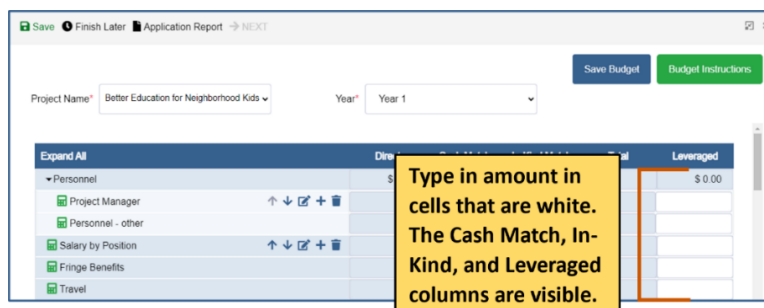 Save Finish Later Application Report NEXT
Save Budget Budget Instructions
Project Name* Better Education for Neighborhood Kids Year* Year 1
Expand All Total Leveraged
Personnel $ $ 0.00
Project Manager
Personnel - other
Salary by Position
Fringe Benefits
Travel
Type in amount in
cells that are white.
The Cash Match, In-
Kind, and Leveraged
columns are visible.